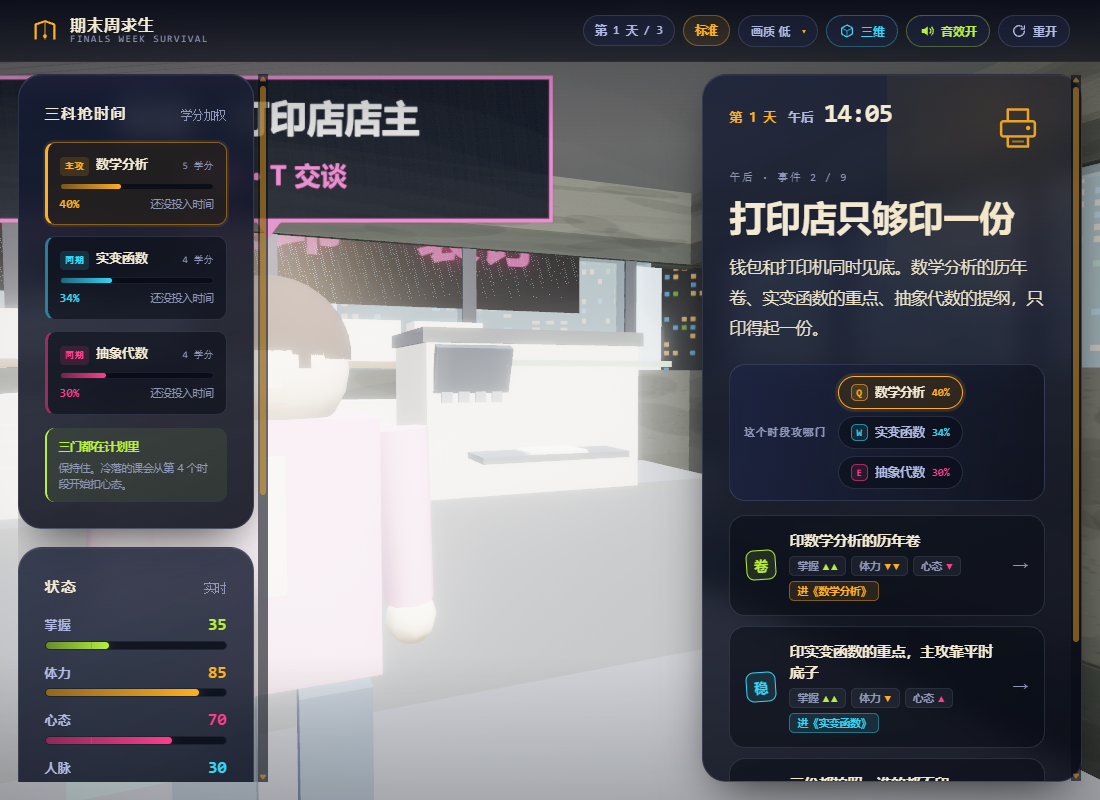 期末周求生
FINALS WEEK SURVIVAL
第 1 天 / 3
标准
画质 低
三维
音效开
重开
三科抢时间
学分加权
主攻 数学分析 5 学分
40% 还没投入时间
同期 实变函数 4 学分
34% 还没投入时间
同期 抽象代数 4 学分
30% 还没投入时间
三门都在计划里
保持住。冷落的课会从第 4 个时
段开始扣心态。
状态
实时
掌握 35
体力 85
心态 70
人脉 30
印店店主
T 交谈
第 1 天 午后 14:05
午后 · 事件 2 / 9
打印店只够印一份
钱包和打印机同时见底。数学分析的历年
卷、实变函数的重点、抽象代数的提纲，只
印得起一份。
这个时段攻哪门
Q 数学分析 40%
W 实变函数 34%
E 抽象代数 30%
卷
印数学分析的历年卷
掌握 ▲▲ 体力 ▼▼ 心态 ▼
进《数学分析》
→
稳
印实变函数的重点，主攻靠平时
底子
掌握 ▲▲ 体力 ▼ 心态 ▲
进《实变函数》
→